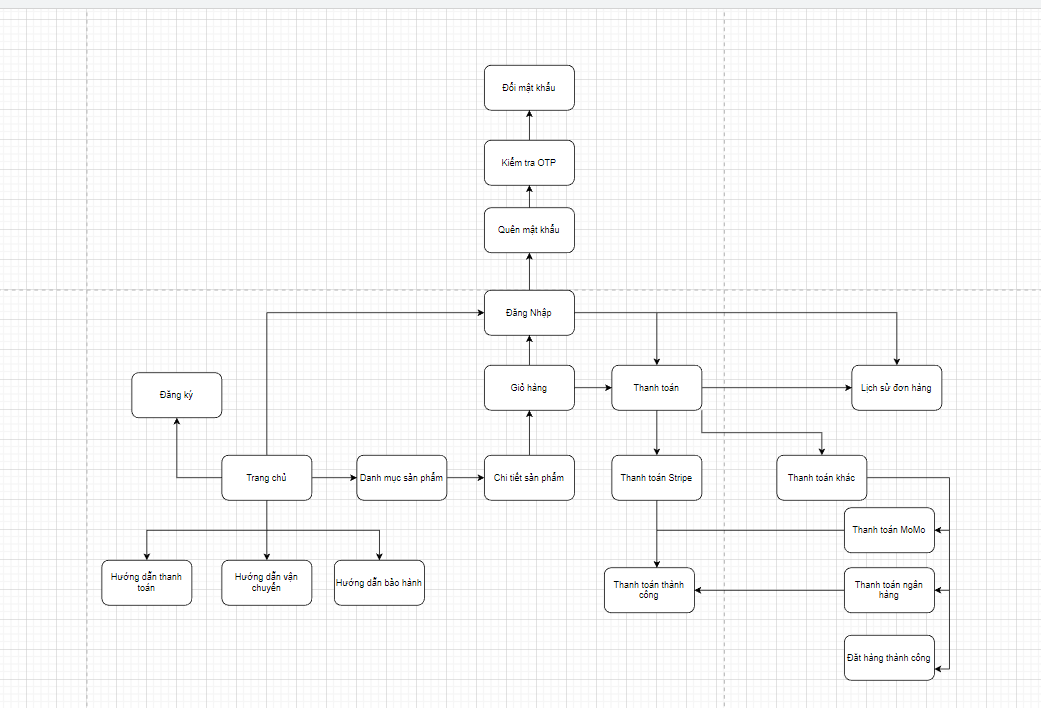 Đổi mật khẩu
Kiểm tra OTP
Quên mật khẩu
Đăng Nhập
Đăng ký
Giỏ hàng
Thanh toán
Lịch sử đơn hàng
Trang chủ
Danh mục sản phẩm
Chi tiết sản phẩm
Thanh toán Stripe
Thanh toán khác
Thanh toán MoMo
Hướng dẫn thanh
toán
Hướng dẫn vận
chuyển
Hướng dẫn bảo hành
Thanh toán thành
công
Thanh toán ngân
hàng
Đặt hàng thành công